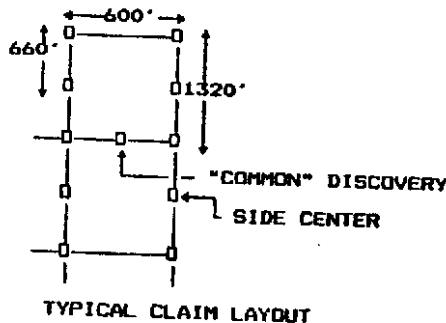 600'
660'
1320'
"COMMON" DISCOVERY
SIDE CENTER
TYPICAL CLAIM LAYOUT